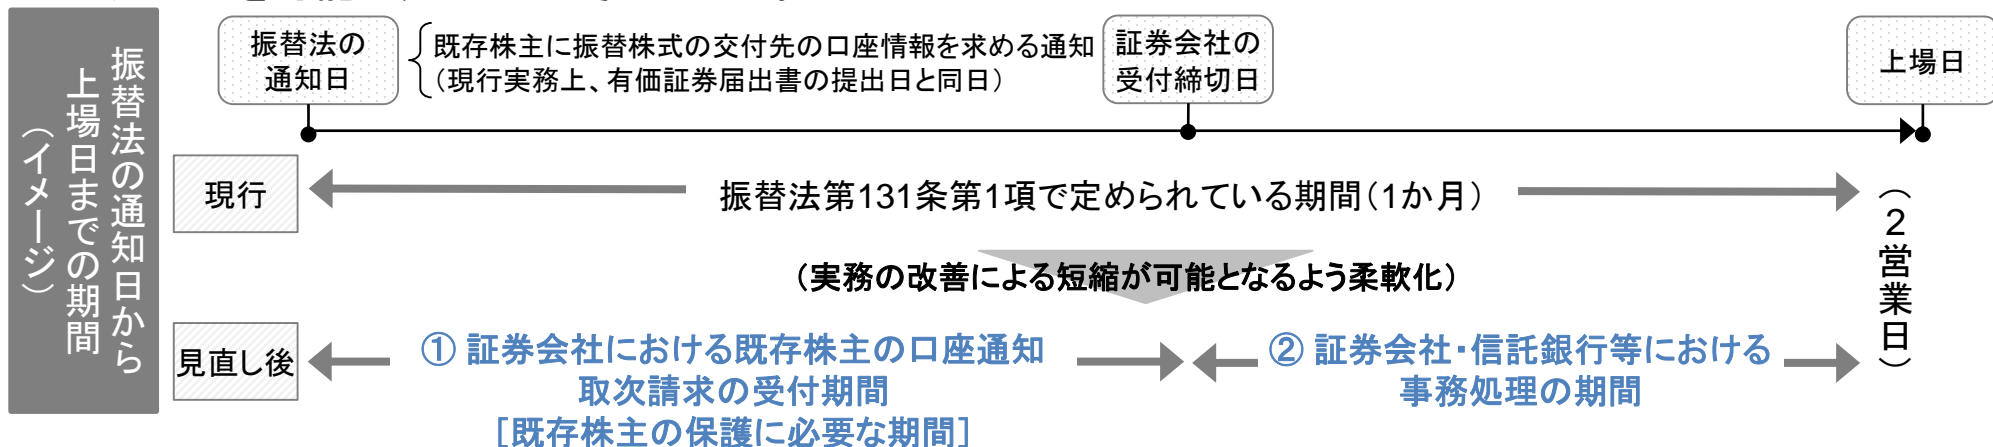 振替法の通知日から
上場日までの期間
（イメージ）
振替法の
通知日
既存株主に振替株式の交付先の口座情報を求める通知
（現行実務上、有価証券届出書の提出日と同日）
証券会社の
受付締切日
上場日
現行
振替法第131条第1項で定められている期間（1か月）
（２営業日）
（実務の改善による短縮が可能となるよう柔軟化）
見直し後
① 証券会社における既存株主の口座通知
取次請求の受付期間
［既存株主の保護に必要な期間］
② 証券会社・信託銀行等における
事務処理の期間